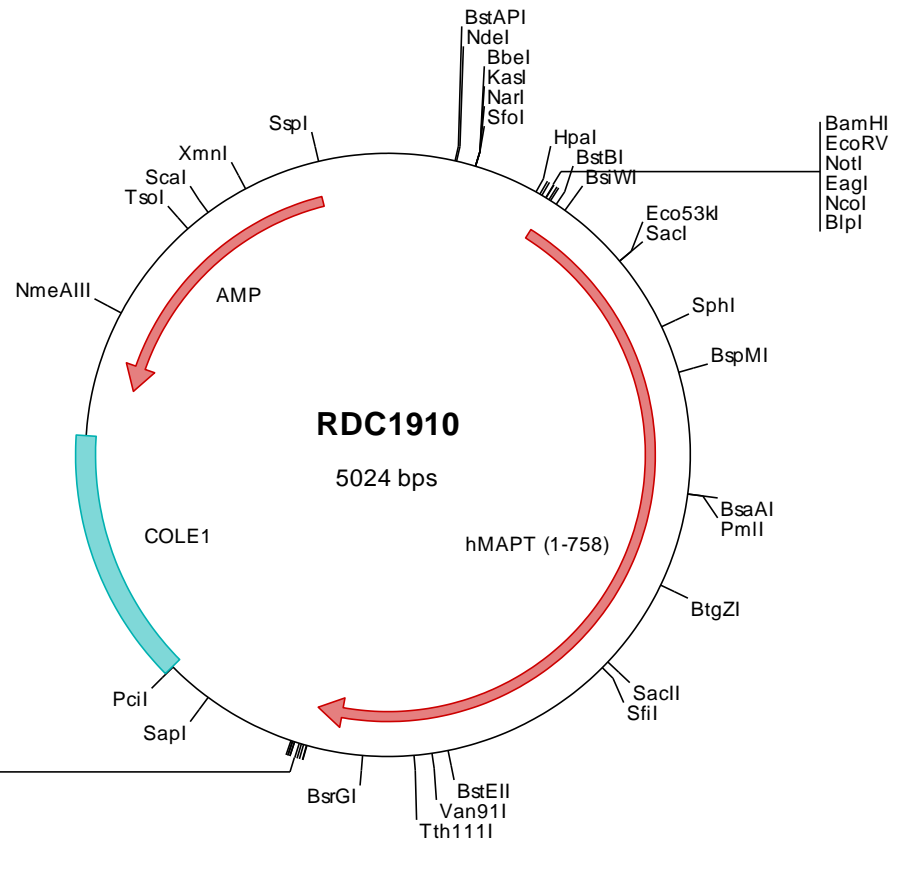 BstAPI
NdeI
BbeI
KasI
NarI
SfoI
HpaI
BstBI
BsiWI
BamHI
EcoRV
NotI
EagI
NcoI
BlpI
Eco53kI
SacI
SphI
BspMI
BsaAI
PmlI
BtgZI
SacII
SfiI
BstEII
Van91I
Tth111I
BsrGI
SapI
PciI
NmeAIII
TsoI
ScaI
XmnI
SspI
AMP
RDC1910
5024 bps
COLE1
hMAPT (1-758)